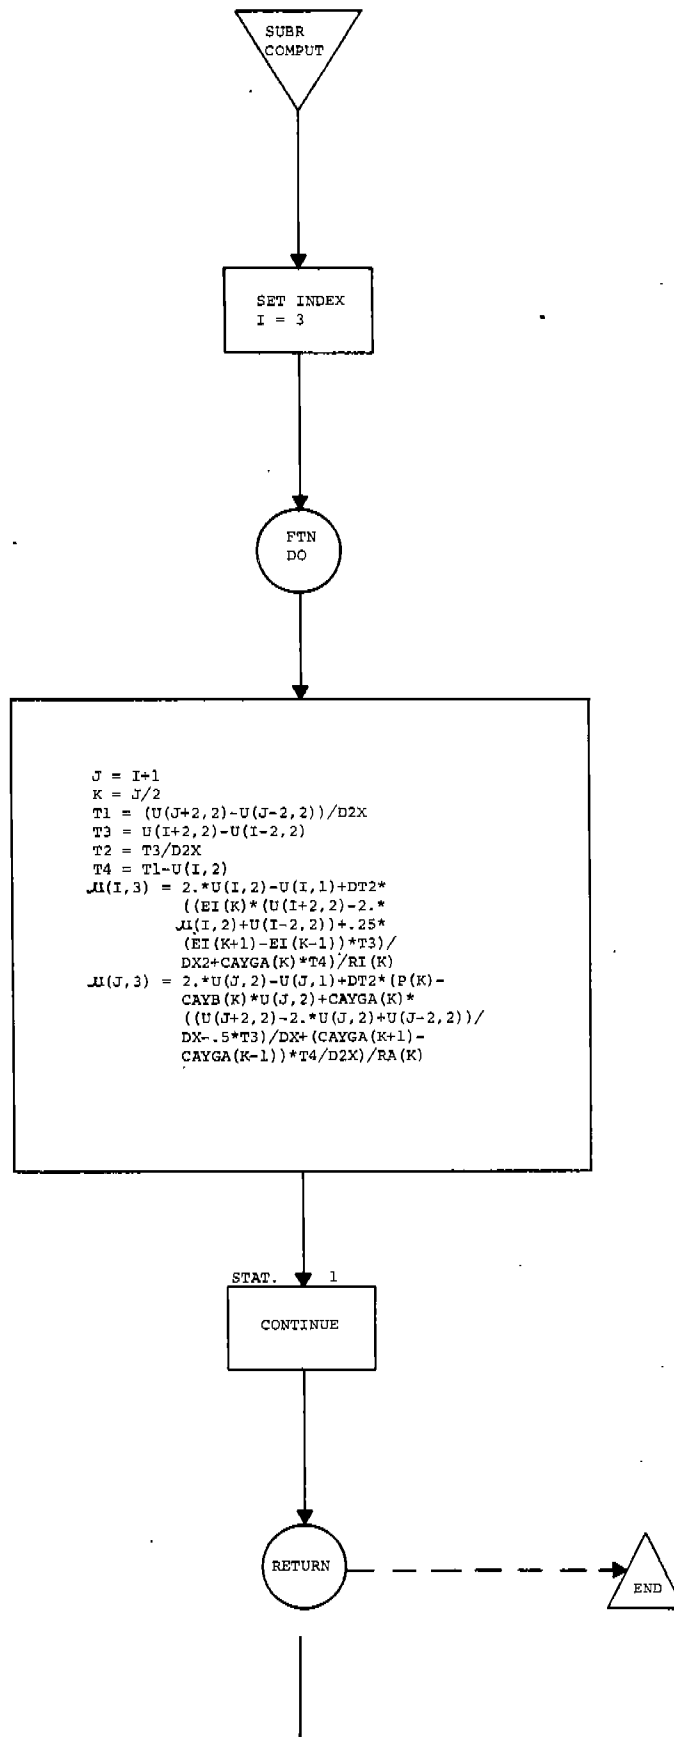 SUBR
COMPUT
SET INDEX
I = 3
FTN
DO
J = I+1
K = J/2
T1 = (U(J+2,2)-U(J-2,2))/D2X
T3 = U(I+2,2)-U(I-2,2)
T2 = T3/D2X
T4 = T1-U(I,2)
U(I,3) = 2.*U(I,2)-U(I,1)+DT2*
((EI(K)*(U(I+2,2)-2.*
U(I,2)+U(I-2,2))+.25*
(EI(K+1)-EI(K-1))*T3)/
DX2+CAYGA(K)*T4)/RI(K)
U(J,3) = 2.*U(J,2)-U(J,1)+DT2*(P(K)-
CAYB(K)*U(J,2)+CAYGA(K)*
((U(J+2,2)-2.*U(J,2)+U(J-2,2))/
DX-.5*T3)/DX+(CAYGA(K+1)-
CAYGA(K-1))*T4/D2X)/RA(K)
STAT. 1
CONTINUE
RETURN
END